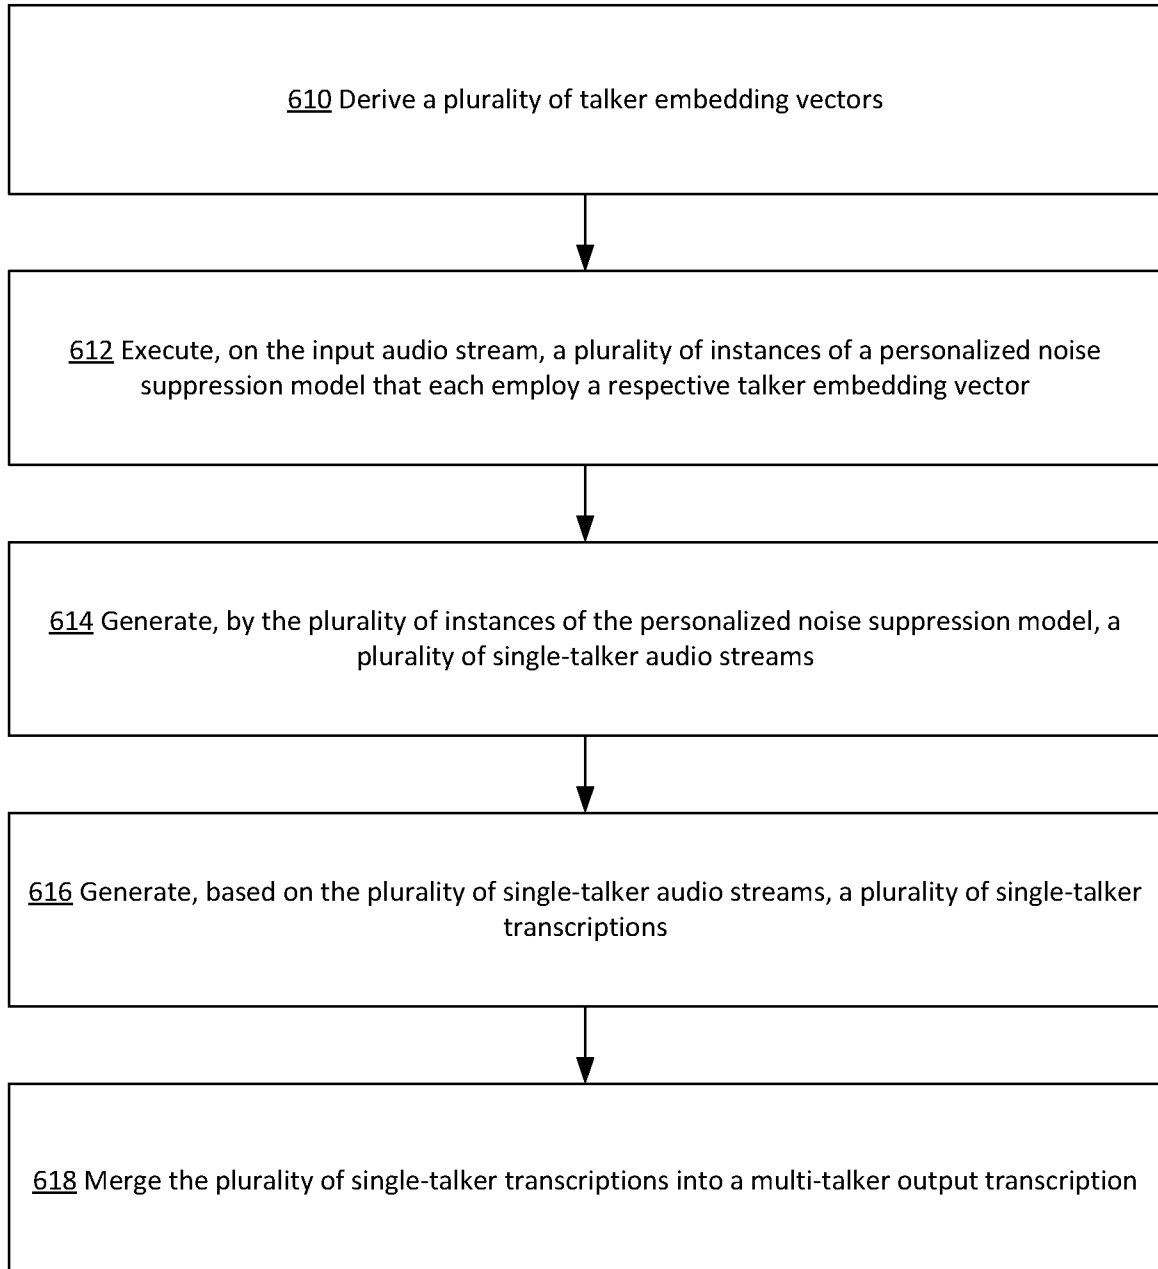 610 Derive a plurality of talker embedding vectors
612 Execute, on the input audio stream, a plurality of instances of a personalized noise
suppression model that each employ a respective talker embedding vector
614 Generate, by the plurality of instances of the personalized noise suppression model, a
plurality of single-talker audio streams
616 Generate, based on the plurality of single-talker audio streams, a plurality of single-talker
transcriptions
618 Merge the plurality of single-talker transcriptions into a multi-talker output transcription